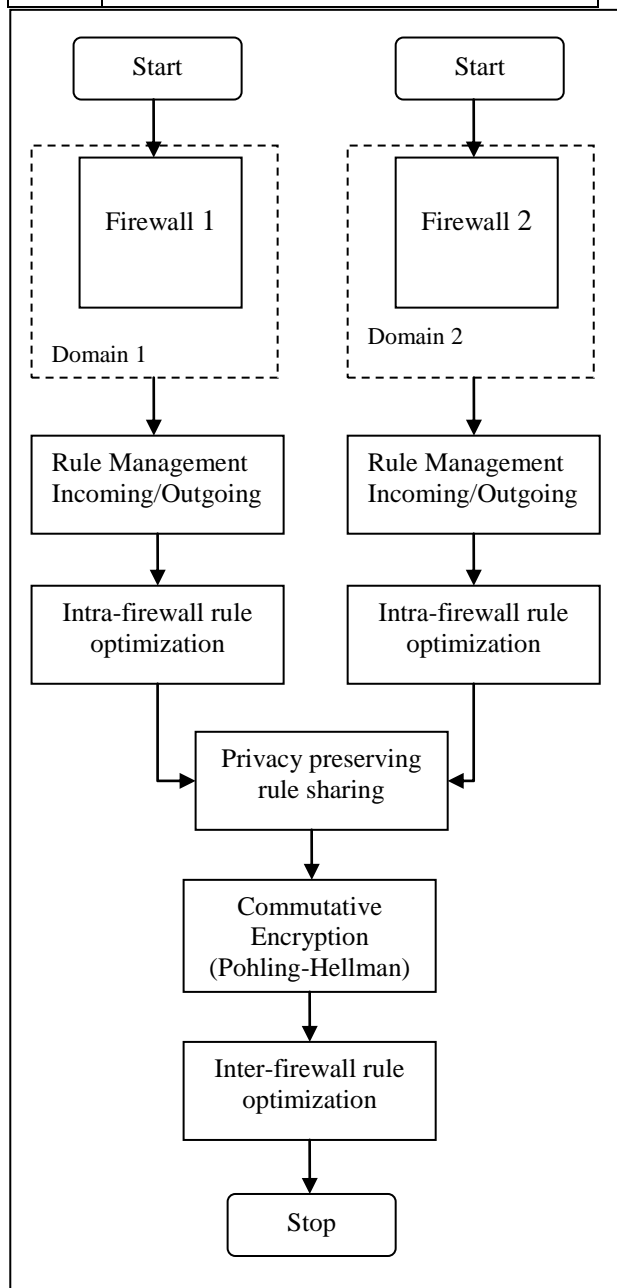 Start
Start
Firewall 1
Firewall 2
Domain 1
Domain 2
Rule Management
Incoming/Outgoing
Rule Management
Incoming/Outgoing
Intra-firewall rule
optimization
Intra-firewall rule
optimization
Privacy preserving
rule sharing
Commutative
Encryption
(Pohling-Hellman)
Inter-firewall rule
optimization
Stop